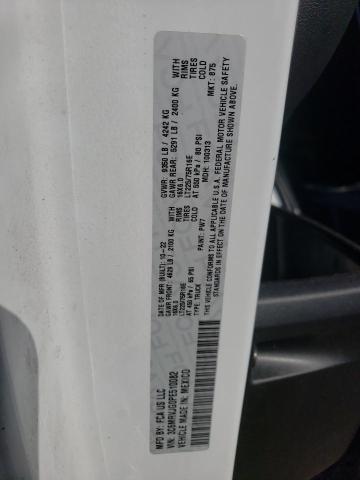 MFD BY: FCA US LLC
DATE OF MFR (BUILT): 10-22
GVWR: 9350 LB / 4242 KG
GAWR FRONT: 4629 LB / 2100 KG
WITH
GAWR REAR: 5291 LB / 2400 KG
WITH
16X6.0
RIMS
16X6.0
RIMS
LT225/75R16E
TIRES
LT225/75R16E
TIRES
AT 450 kPa / 65 PSI
COLD
AT 550 kPa / 80 PSI
COLD
3C6MRVJG0PE510082
TYPE: TRUCK
PAINT: PW7
MDH: 100313
MKT: 875
VEHICLE MADE IN: MEXICO
THIS VEHICLE CONFORMS TO ALL APPLICABLE U.S.A. FEDERAL MOTOR VEHICLE SAFETY
STANDARDS IN EFFECT ON THE DATE OF MANUFACTURE SHOWN ABOVE.